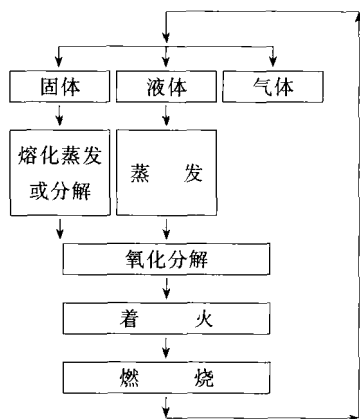 固体 液体 气体
熔化蒸发
或分解
蒸发
氧化分解
着火
燃烧